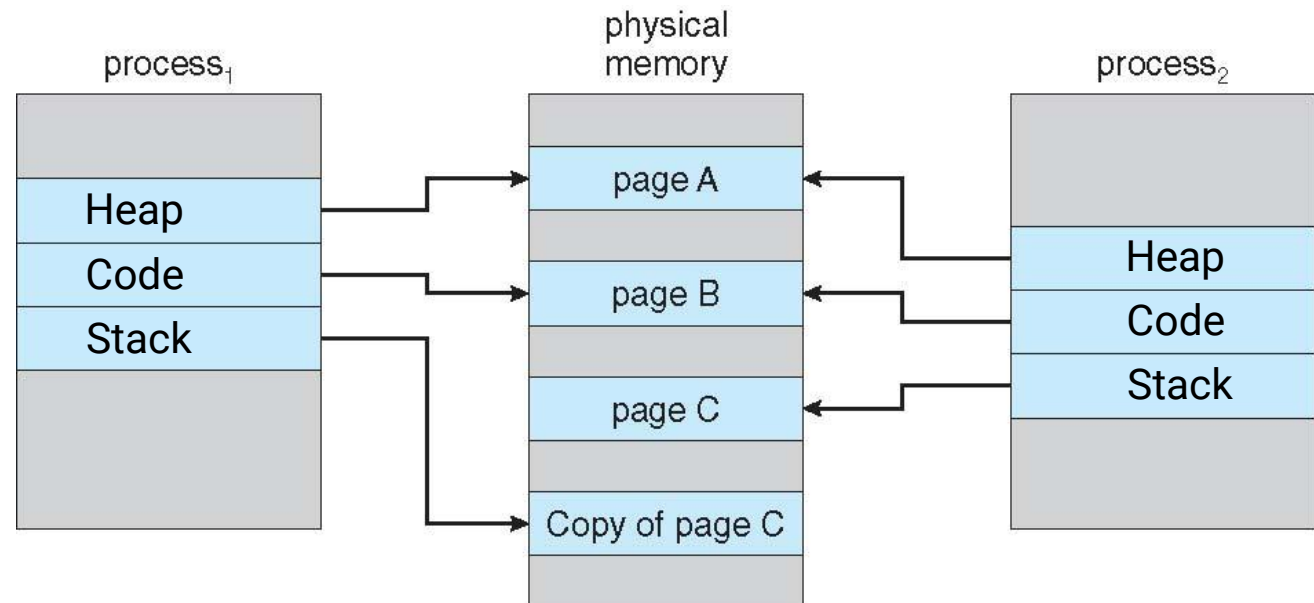 process₁
Heap
Code
Stack
physical
memory
page A
page B
page C
Copy of page C
process₂
Heap
Code
Stack